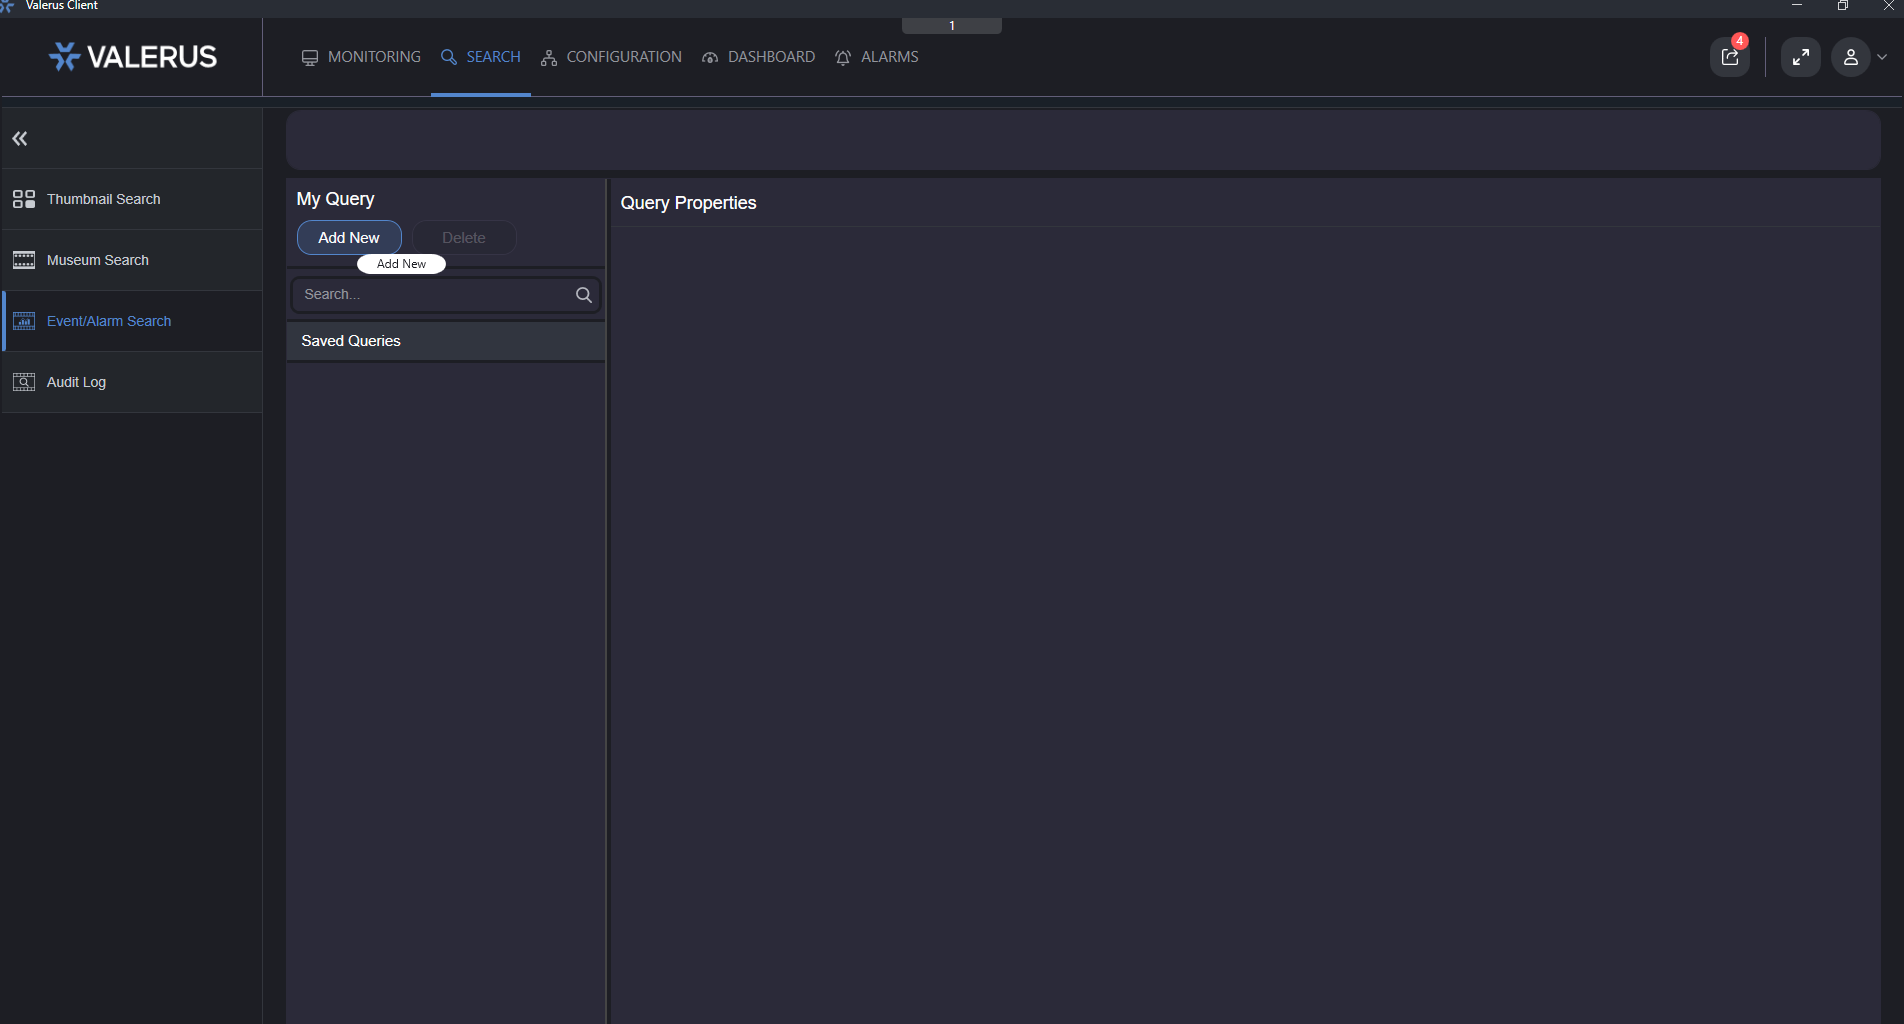 Valerus Client
1
VALERUS
MONITORING
SEARCH
CONFIGURATION
DASHBOARD
ALARMS
4
Thumbnail Search
Museum Search
Event/Alarm Search
Audit Log
My Query
Add New
Delete
Add New
Search...
Saved Queries
Query Properties